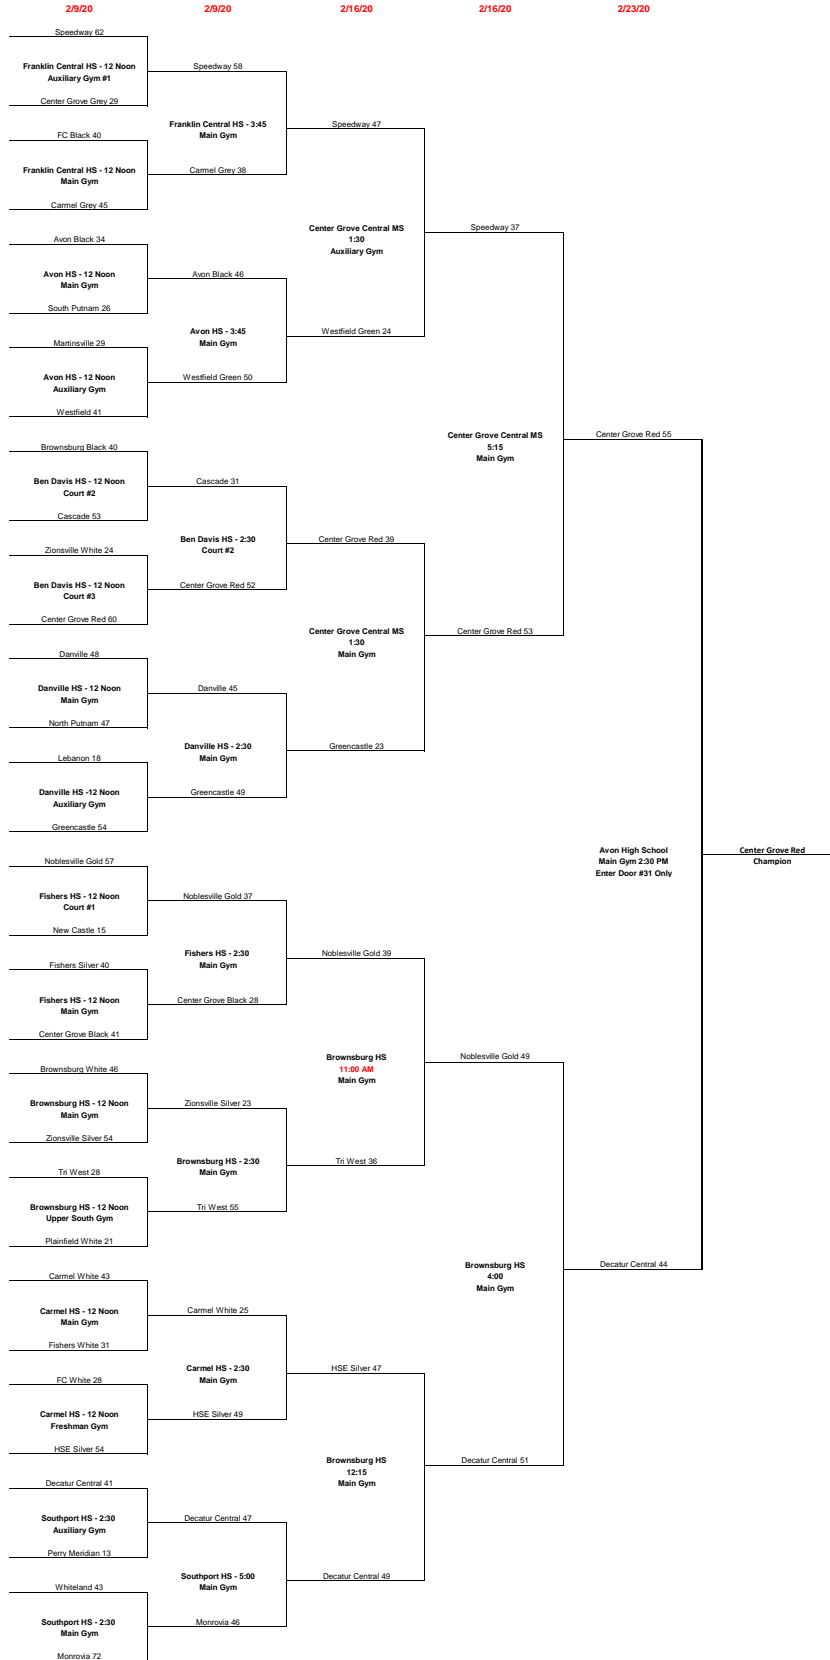 2/9/20
2/9/20
2/16/20
2/16/20
2/23/20
Speedway 62
Franklin Central HS - 12 Noon
Auxiliary Gym #1
Center Grove Grey 29
FC Black 40
Franklin Central HS - 12 Noon
Main Gym
Carmel Grey 45
Avon Black 34
Avon HS - 12 Noon
Main Gym
South Putnam 26
Martinsville 29
Avon HS - 12 Noon
Auxiliary Gym
Westfield 41
Brownsburg Black 40
Ben Davis HS - 12 Noon
Court #2
Cascade 53
Zionsville White 24
Ben Davis HS - 12 Noon
Court #3
Center Grove Red 60
Danville 48
Danville HS - 12 Noon
Main Gym
North Putnam 47
Lebanon 18
Danville HS -12 Noon
Auxiliary Gym
Greencastle 54
Noblesville Gold 57
Fishers HS - 12 Noon
Court #1
New Castle 15
Fishers Silver 40
Fishers HS - 12 Noon
Main Gym
Center Grove Black 41
Brownsburg White 46
Brownsburg HS - 12 Noon
Main Gym
Zionsville Silver 54
Tri West 28
Brownsburg HS - 12 Noon
Upper South Gym
Plainfield White 21
Carmel White 43
Carmel HS - 12 Noon
Main Gym
Fishers White 31
FC White 28
Carmel HS - 12 Noon
Freshman Gym
HSE Silver 54
Decatur Central 41
Southport HS - 2:30
Auxiliary Gym
Perry Meridian 13
Whiteland 43
Southport HS - 2:30
Main Gym
Monrovia 72
Speedway 58
Franklin Central HS - 3:45
Main Gym
Carmel Grey 38
Avon Black 46
Avon HS - 3:45
Main Gym
Westfield Green 50
Cascade 31
Ben Davis HS - 2:30
Court #2
Center Grove Red 52
Danville 45
Danville HS - 2:30
Main Gym
Greencastle 49
Noblesville Gold 37
Fishers HS - 2:30
Main Gym
Center Grove Black 28
Zionsville Silver 23
Brownsburg HS - 2:30
Main Gym
Tri West 55
Carmel White 25
Carmel HS - 2:30
Main Gym
HSE Silver 49
Decatur Central 47
Southport HS - 5:00
Main Gym
Monrovia 46
Speedway 47
Center Grove Central MS
1:30
Auxiliary Gym
Westfield Green 24
Center Grove Red 39
Center Grove Central MS
1:30
Main Gym
Greencastle 23
Noblesville Gold 39
Brownsburg HS
11:00 AM
Main Gym
Tri West 36
HSE Silver 47
Brownsburg HS
12:15
Main Gym
Decatur Central 49
Speedway 37
Center Grove Central MS
5:15
Main Gym
Center Grove Red 53
Noblesville Gold 49
Brownsburg HS
4:00
Main Gym
Decatur Central 51
Center Grove Red 55
Avon High School
Main Gym 2:30 PM
Enter Door #31 Only
Decatur Central 44
Center Grove Red
Champion